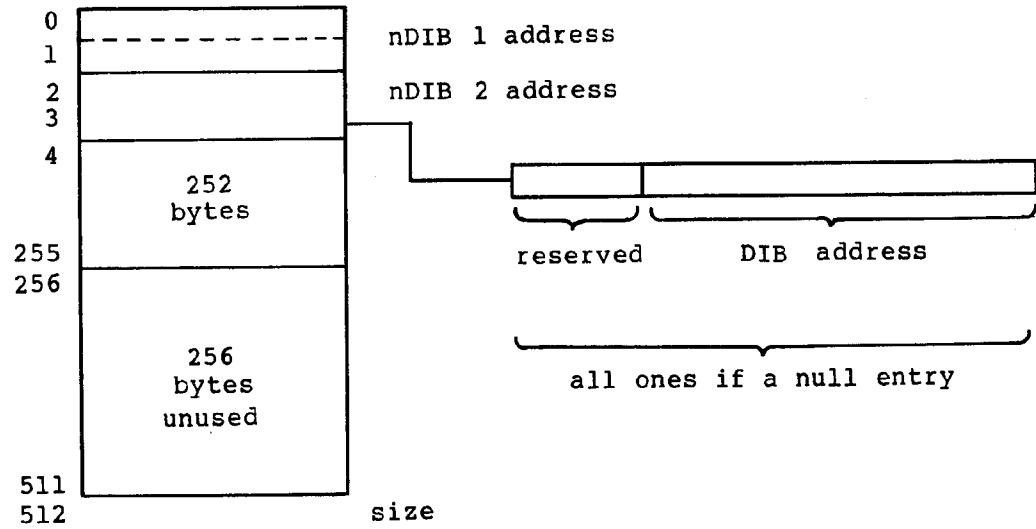 0
1
nDIB 1 address
2
3
nDIB 2 address
4
252
bytes
255
256
reserved
DIB address
256
bytes
unused
all ones if a null entry
511
512
size